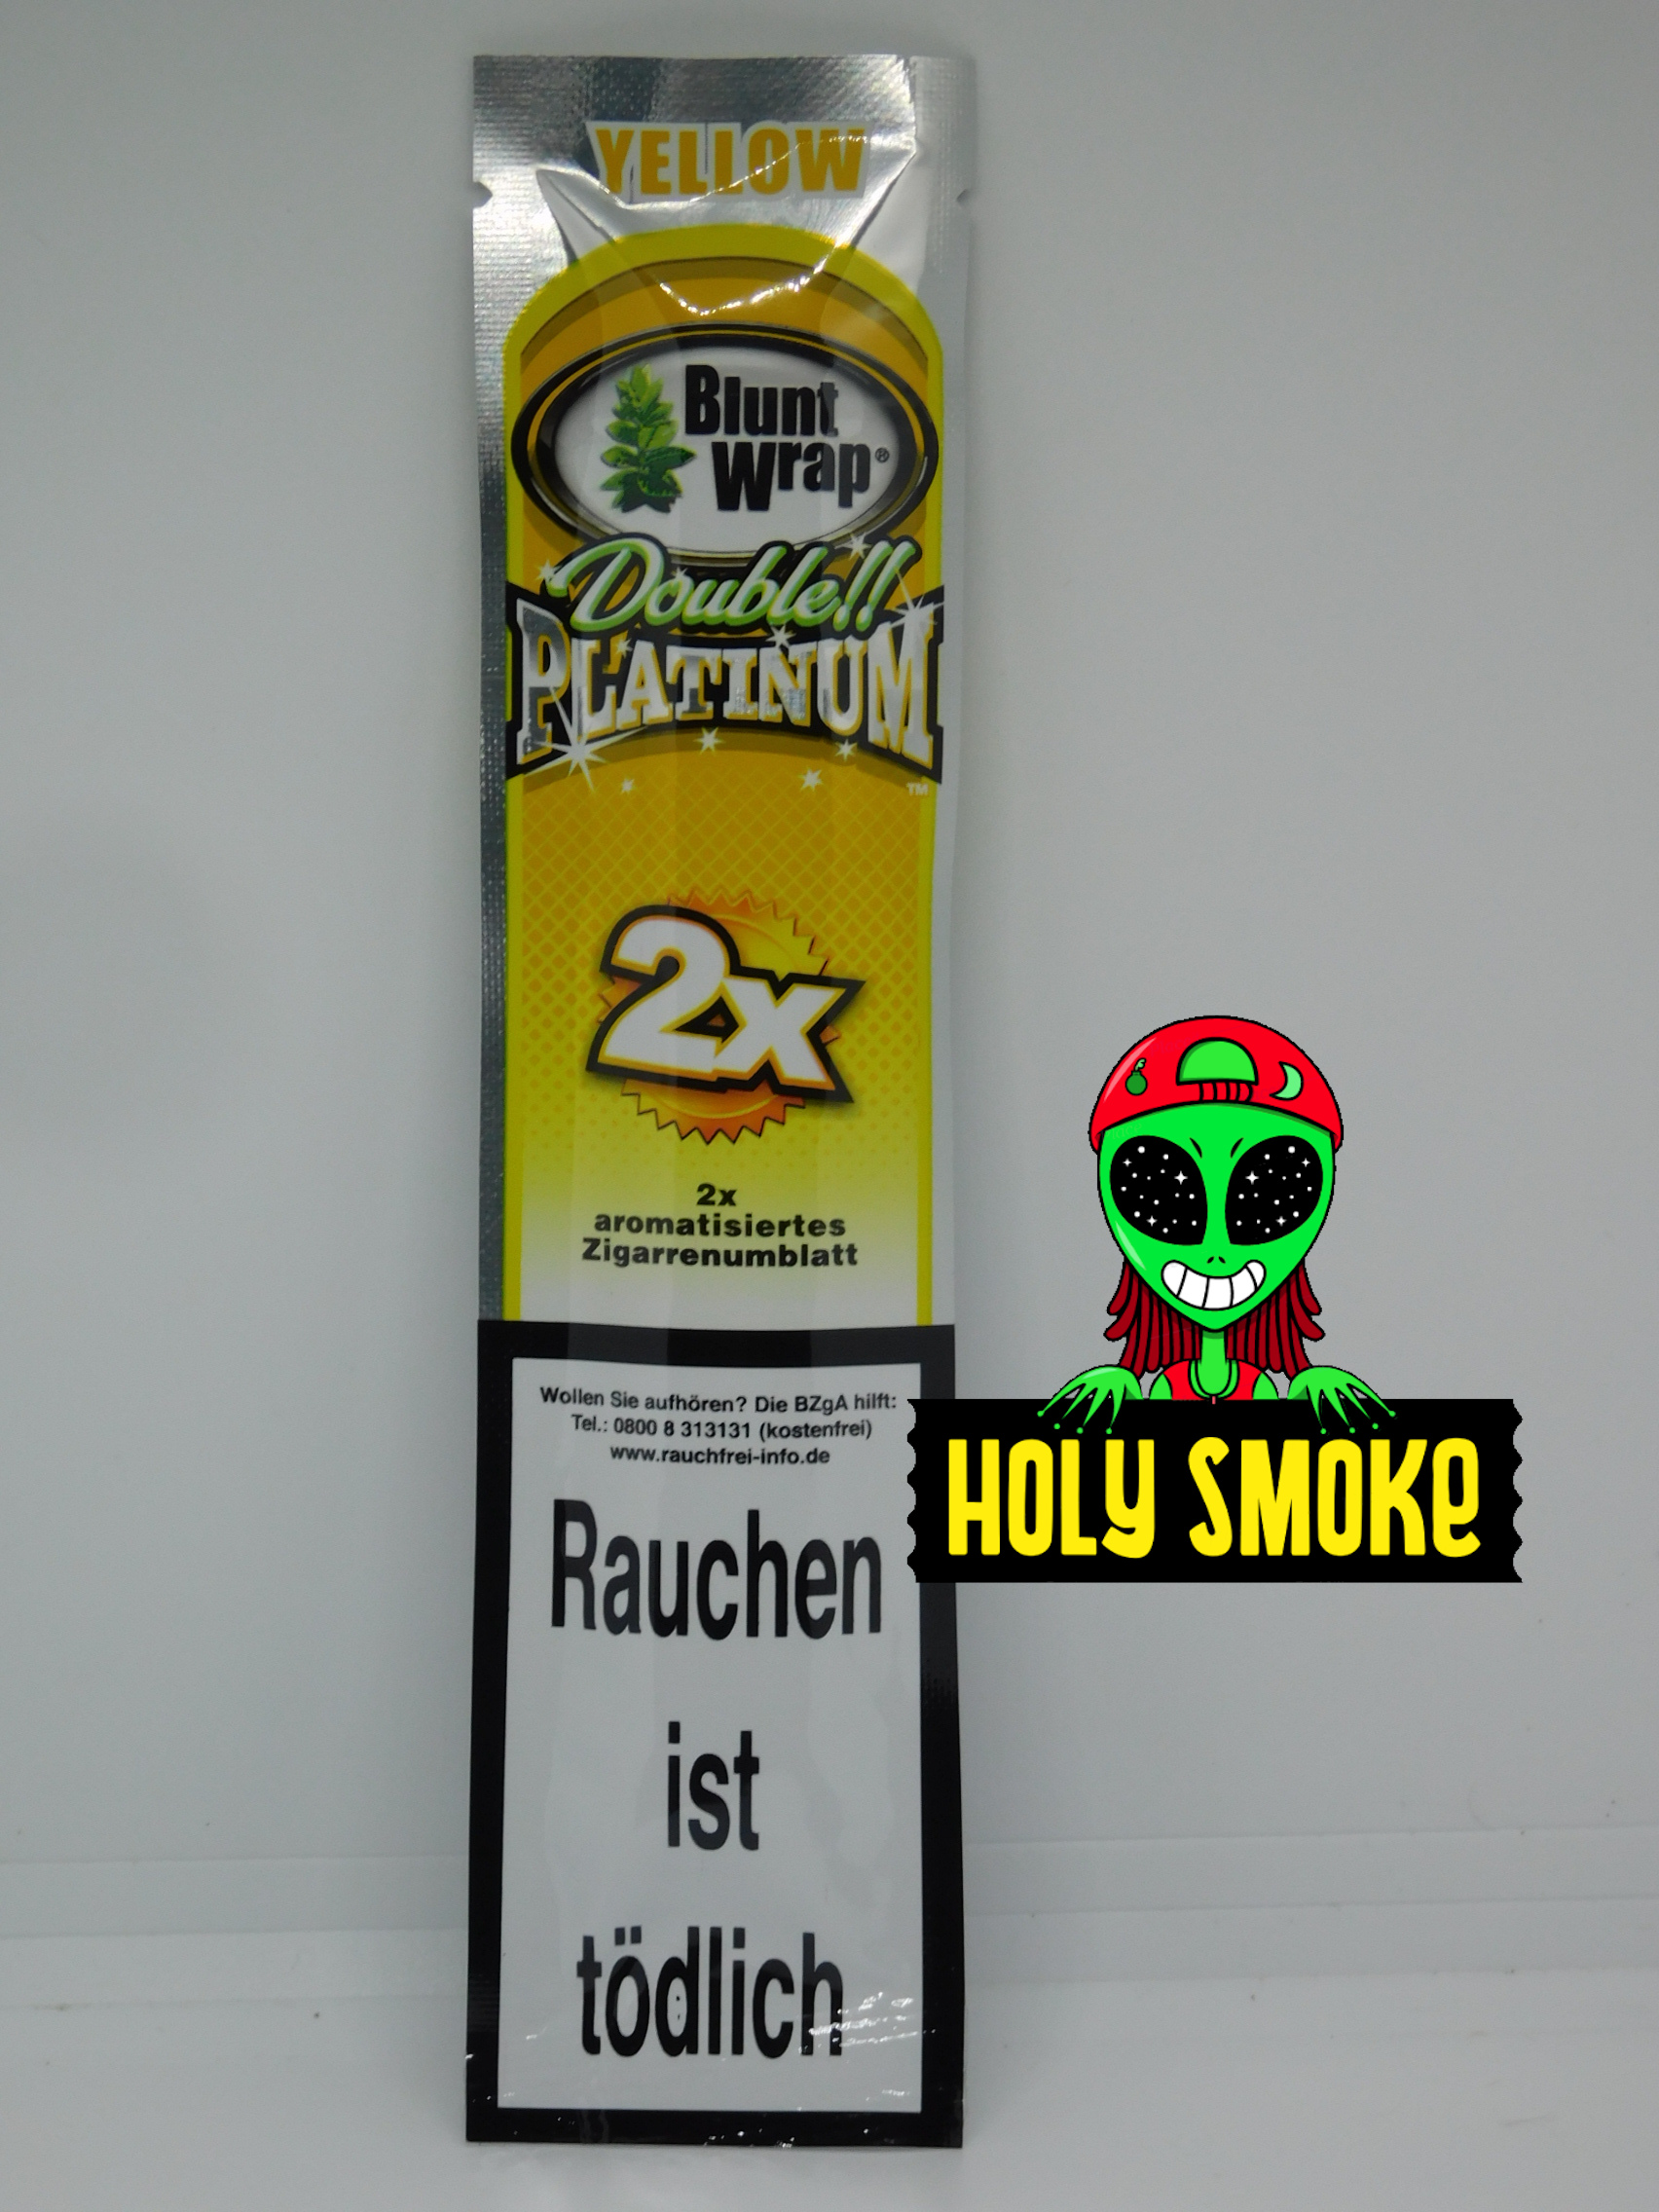 YELLOW
Blunt
Wrap®
Double!!
PLATINUM
TM
2x
2x
aromatisiertes
Zigarrenumblatt
Wollen Sie aufhören? Die BZgA hilft:
Tel.: 0800 8 313131 (kostenfrei)
www.rauchfrei-info.de
Rauchen
ist
tödlich
HOLY SMOKE